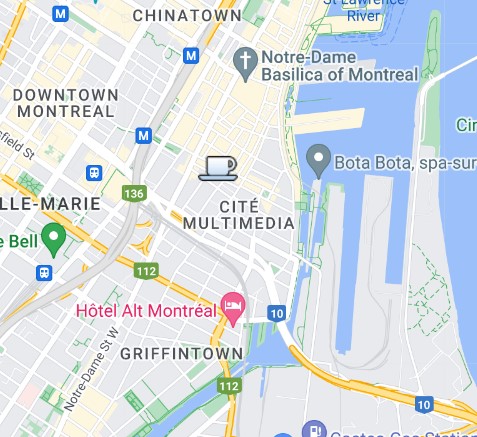 CHINATOWN
St Lawrence
River
M
Notre-Dame
Basilica of Montreal
M
DOWNTOWN
MONTREAL
M
sfield St
Cir
Bota Bota, spa-sur
136
LLE-MARIE
CITÉ
MULTIMEDIA
e Bell
112
Hôtel Alt Montréal
10
GRIFFINTOWN
Notre-Dame St W
112
10
Costco Gas Station